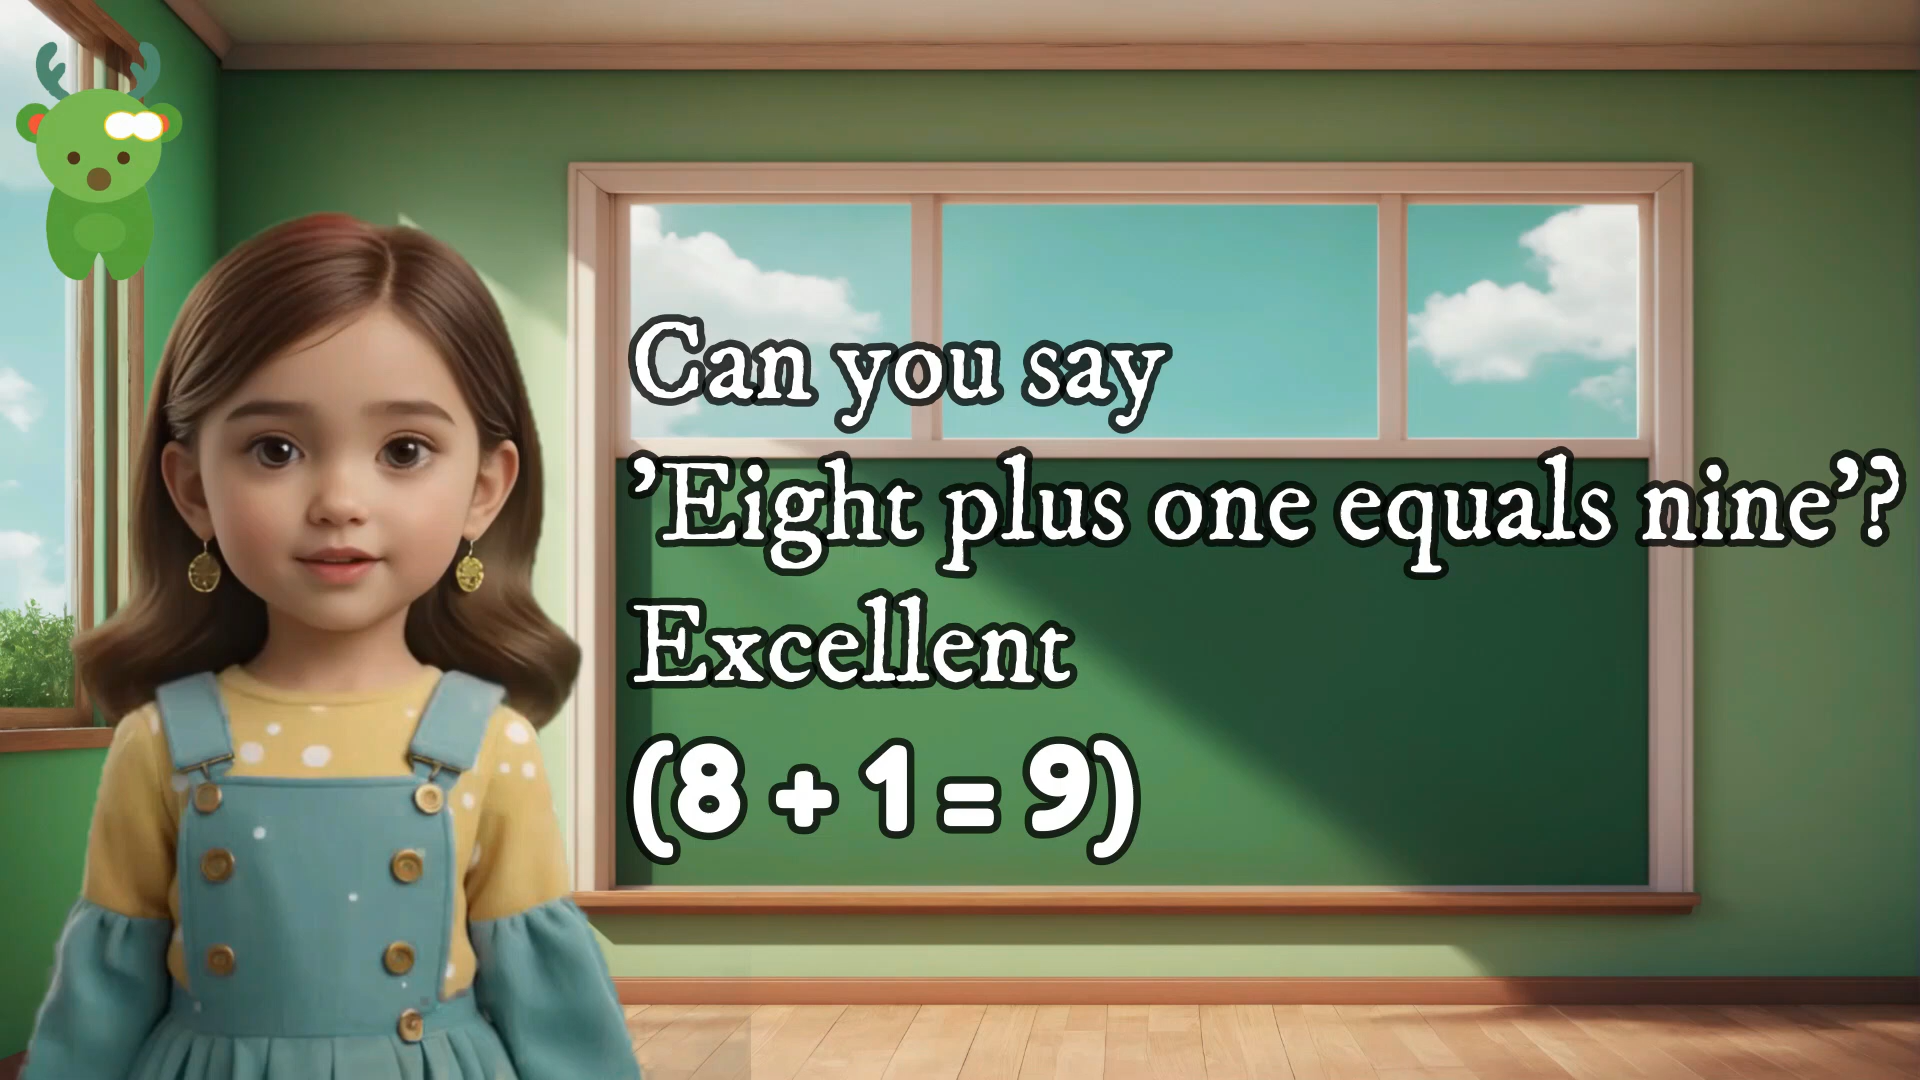 Can you say
’Eight plus one equals nine’?
Excellent
(8 + 1 = 9)